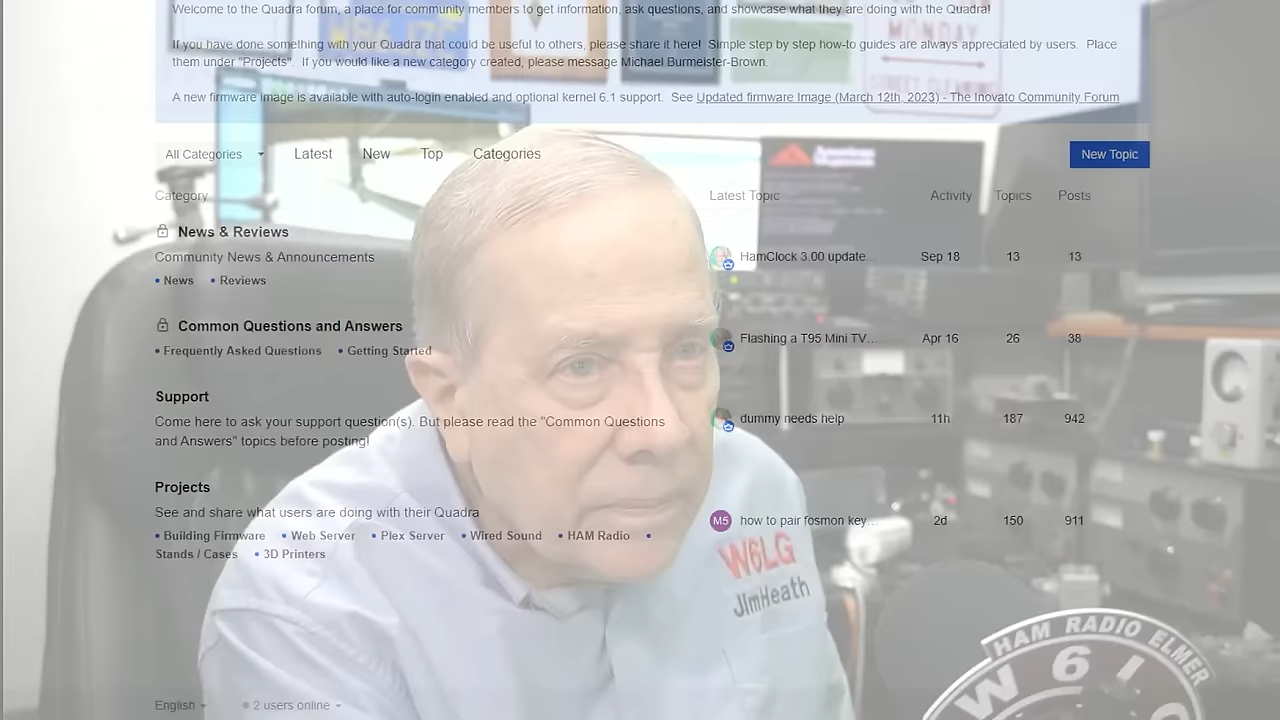 Welcome to the Quadra forum, a place for community members to get information, ask questions, and showcase what they are doing with the Quadra!
If you have done something with your Quadra that could be useful to others, please share it here! Simple step by step how-to guides are always appreciated by users. Place
them under "Projects". If you would like a new category created, please message Michael Burmeister-Brown.
A new firmware image is available with auto-login enabled and optional kernel 6.1 support. See Updated firmware Image (March 12th, 2023) - The Inovato Community Forum
All Categories Latest New Top Categories New Topic
Category Latest Topic Activity Topics Posts
News & Reviews
Community News & Announcements HamClock 3.00 update... Sep 18 13 13
• News • Reviews
Common Questions and Answers
Flashing a T95 Mini TV... Apr 16 26 38
• Frequently Asked Questions • Getting Started
Support
Come here to ask your support question(s). But please read the "Common Questions dummy needs help 11h 187 942
and Answers" topics before posting!
Projects
See and share what users are doing with their Quadra M5 how to pair fosmon key... 2d 150 911
• Building Firmware • Web Server • Plex Server • Wired Sound • HAM Radio •
Stands / Cases • 3D Printers
English • 2 users online
MONDAY
W6LG
JimHeath
HAM RADIO ELMER
W 6